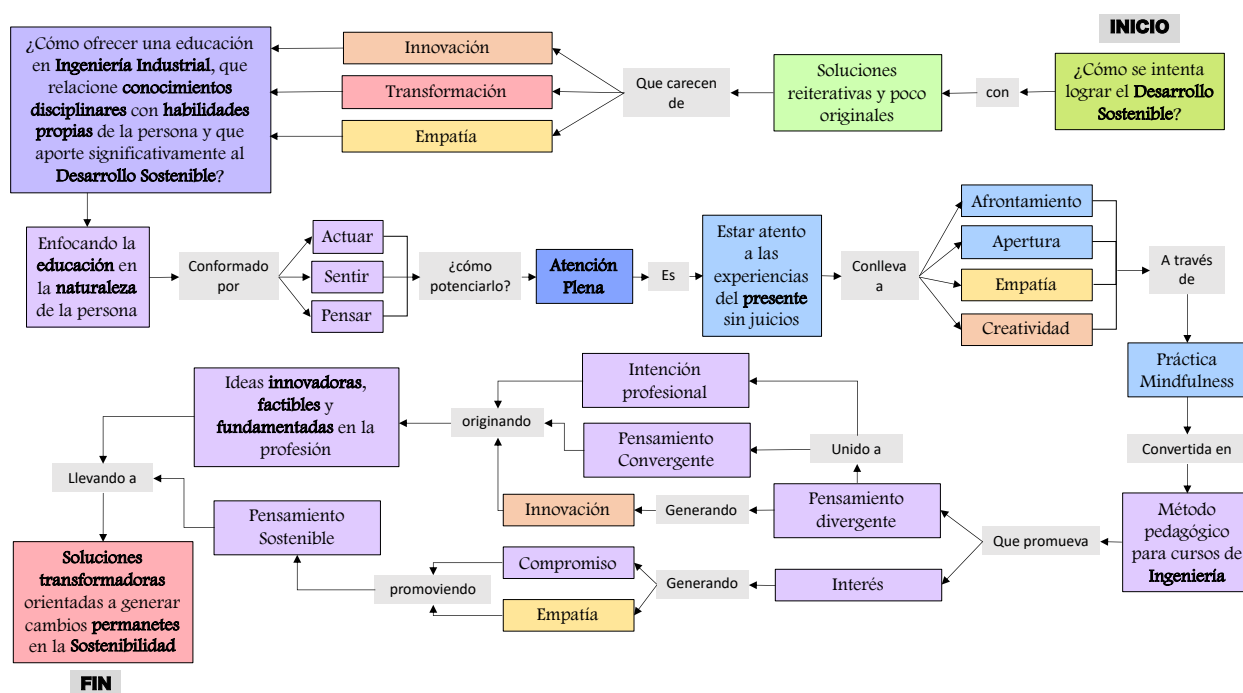 INICIO
¿Cómo se intenta
lograr el Desarrollo
Sostenible?
con
Soluciones
reiterativas y poco
originales
Que carecen
de
Innovación
Transformación
Empatía
¿Cómo ofrecer una educación
en Ingeniería Industrial, que
relacione conocimientos
disciplinares con habilidades
propias de la persona y que
aporte significativamente al
Desarrollo Sostenible?
Enfocando la
educación en
la naturaleza
de la persona
Conformado
por
Actuar
Sentir
Pensar
¿cómo
potenciarlo?
Atención
Plena
Es
Estar atento
a las
experiencias
del presente
sin juicios
Conlleva
a
Afrontamiento
Apertura
Empatía
Creatividad
A través
de
Práctica
Mindfulness
Convertida en
Método
pedagógico
para cursos de
Ingeniería
Que promueva
Pensamiento
divergente
Interés
Unido a
Intención
profesional
Pensamiento
Convergente
Generando
Innovación
Generando
Compromiso
Empatía
originando
Ideas innovadoras,
factibles y
fundamentadas en la
profesión
promoviendo
Pensamiento
Sostenible
Llevando a
Soluciones
transformadoras
orientadas a generar
cambios permanetes
en la Sostenibilidad
FIN